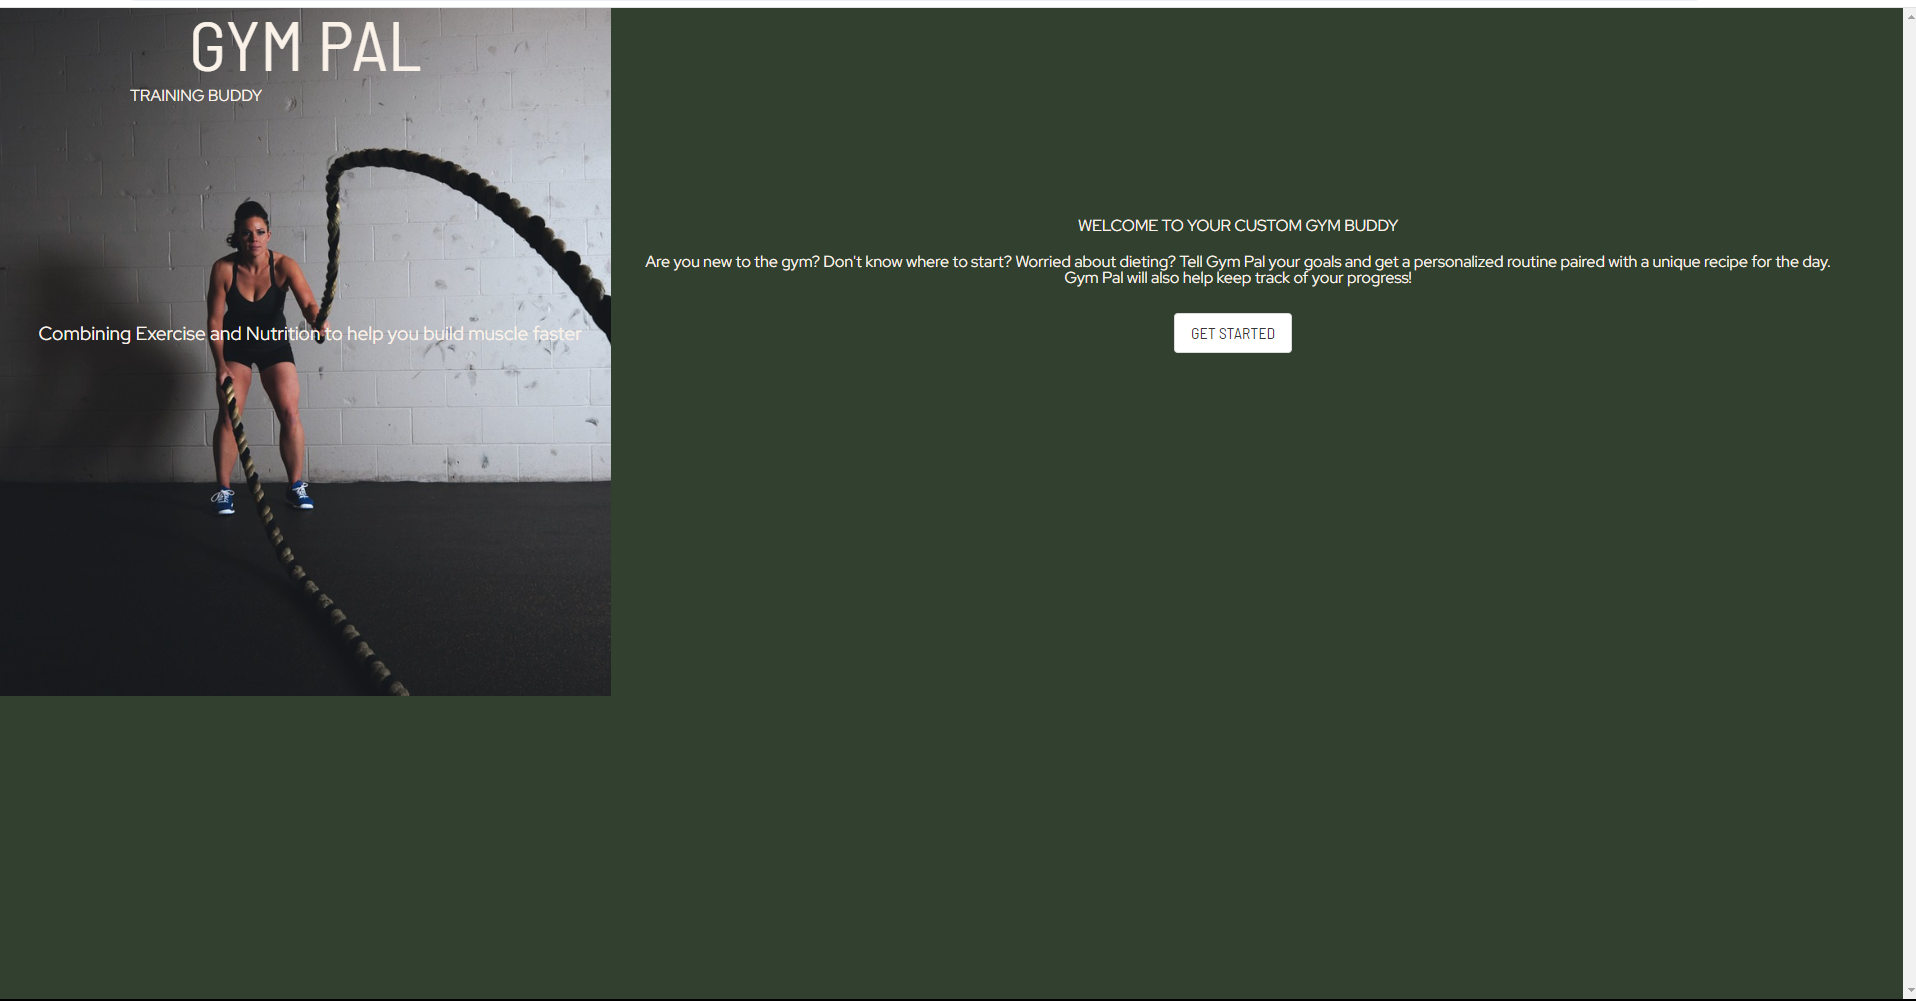 GYM PAL
TRAINING BUDDY
Combining Exercise and Nutrition to help you build muscle faster
WELCOME TO YOUR CUSTOM GYM BUDDY
Are you new to the gym? Don't know where to start? Worried about dieting? Tell Gym Pal your goals and get a personalized routine paired with a unique recipe for the day.
Gym Pal will also help keep track of your progress!
GET STARTED